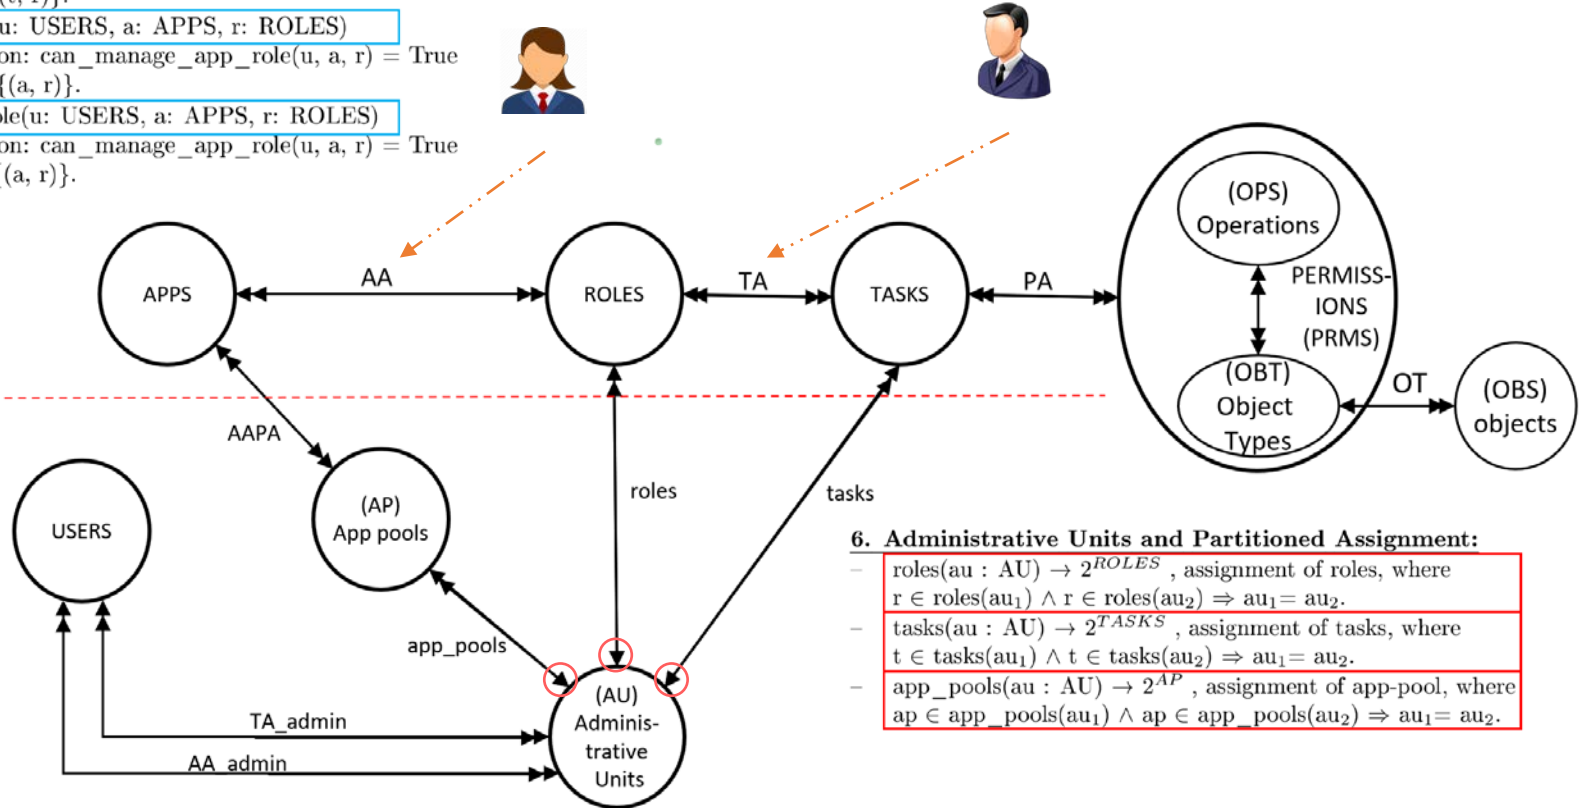 (t, r)}.
u: USERS, a: APPS, r: ROLES)
on: can_manage_app_role(u, a, r) = True
{(a, r)}.
ole(u: USERS, a: APPS, r: ROLES)
on: can_manage_app_role(u, a, r) = True
{(a, r)}.
APPS
AA
ROLES
TA
TASKS
PA
(OPS)
Operations
PERMISS-
IONS
(PRMS)
(OBT)
Object
Types
OT
(OBS)
objects
AAPA
USERS
(AP)
App pools
roles
tasks
app_pools
(AU)
Adminis-
trative
Units
TA_admin
AA_admin
6. Administrative Units and Partitioned Assignment:
– roles(au : AU) → 2^ROLES , assignment of roles, where
r ∈ roles(au₁) ∧ r ∈ roles(au₂) ⇒ au₁= au₂.
– tasks(au : AU) → 2^TASKS , assignment of tasks, where
t ∈ tasks(au₁) ∧ t ∈ tasks(au₂) ⇒ au₁= au₂.
– app_pools(au : AU) → 2^AP , assignment of app-pool, where
ap ∈ app_pools(au₁) ∧ ap ∈ app_pools(au₂) ⇒ au₁= au₂.